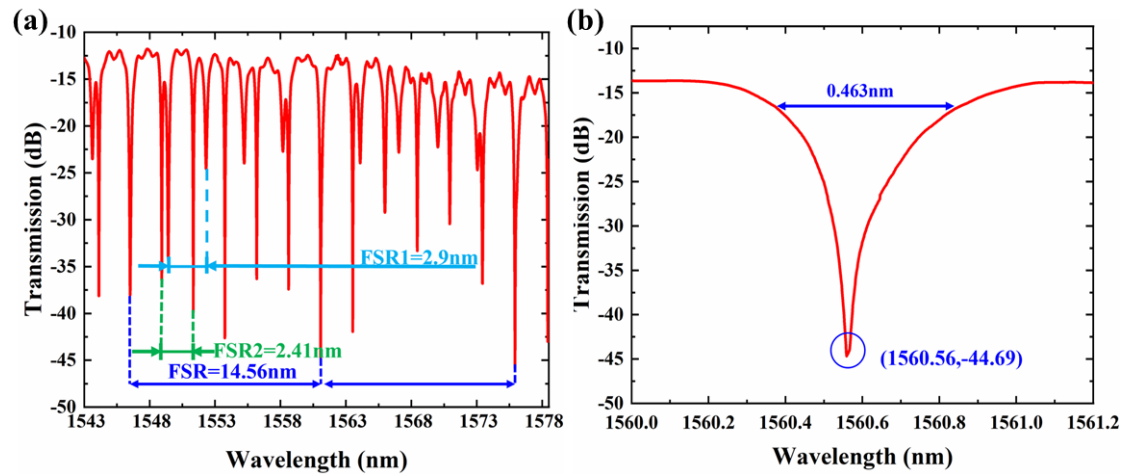 (a)
Transmission (dB)
-10
-15
-20
-25
-30
-35
-40
-45
-50
FSR1=2.9nm
FSR2=2.41nm
FSR=14.56nm
1543 1548 1553 1558 1563 1568 1573 1578
Wavelength (nm)
(b)
Transmission (dB)
-10
-15
-20
-25
-30
-35
-40
-45
-50
0.463nm
(1560.56,-44.69)
1560.0 1560.2 1560.4 1560.6 1560.8 1561.0 1561.2
Wavelength (nm)